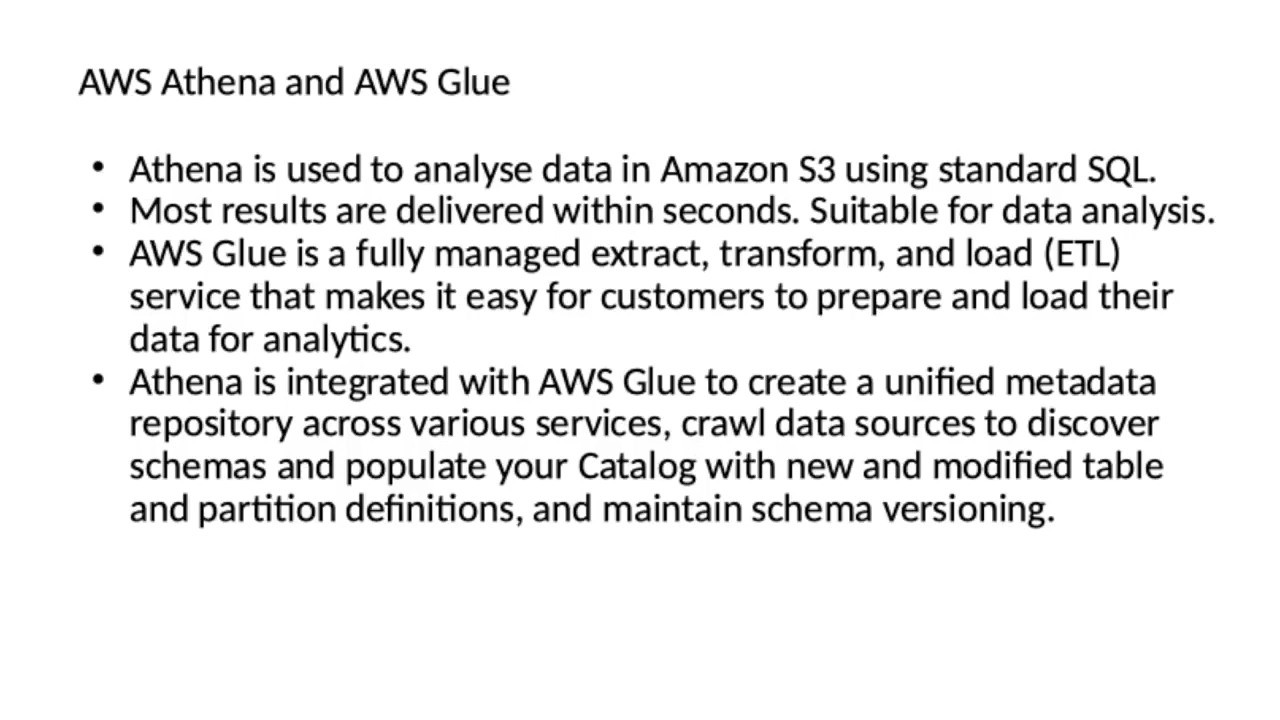 AWS Athena and AWS Glue
• Athena is used to analyse data in Amazon S3 using standard SQL.
• Most results are delivered within seconds. Suitable for data analysis.
• AWS Glue is a fully managed extract, transform, and load (ETL)
service that makes it easy for customers to prepare and load their
data for analytics.
• Athena is integrated with AWS Glue to create a unified metadata
repository across various services, crawl data sources to discover
schemas and populate your Catalog with new and modified table
and partition definitions, and maintain schema versioning.